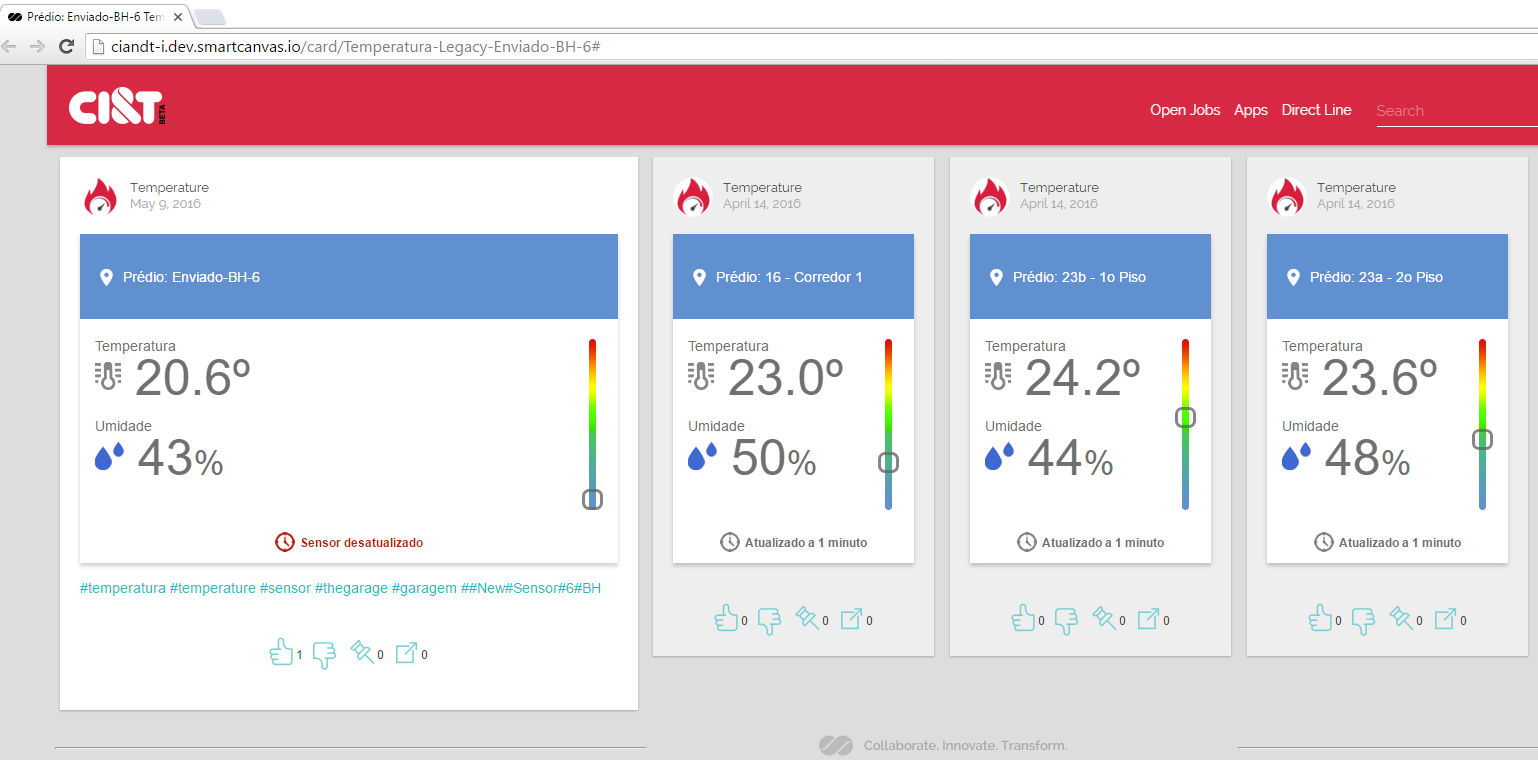 Prédio: Enviado-BH-6 Tem
ciandt-i.dev.smartcanvas.io/card/Temperatura-Legacy-Enviado-BH-6#
CI&T BETA
Open Jobs Apps Direct Line Search
Temperature
May 9, 2016
Prédio: Enviado-BH-6
Temperatura
20.6º
Umidade
43%
Sensor desatualizado
#temperatura #temperature #sensor #thegarage #garagem ##New#Sensor#6#BH
1 0 0
Temperature
April 14, 2016
Prédio: 16 - Corredor 1
Temperatura
23.0º
Umidade
50%
Atualizado a 1 minuto
0 0 0
Temperature
April 14, 2016
Prédio: 23b - 1o Piso
Temperatura
24.2º
Umidade
44%
Atualizado a 1 minuto
0 0 0
Temperature
April 14, 2016
Prédio: 23a - 2o Piso
Temperatura
23.6º
Umidade
48%
Atualizado a 1 minuto
0 0 0
Collaborate. Innovate. Transform.